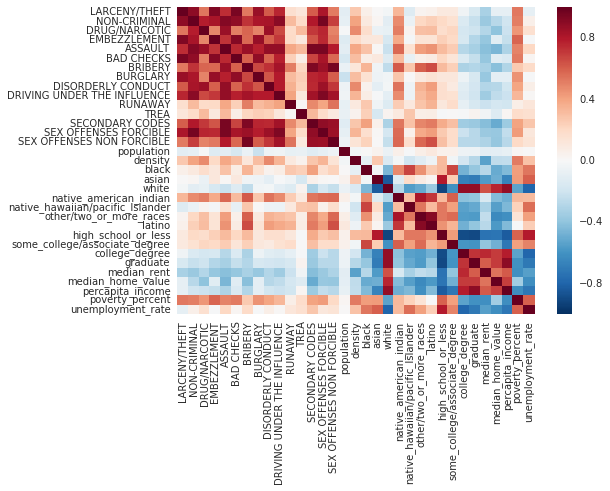 LARCENY/THEFT
NON-CRIMINAL
DRUG/NARCOTIC
EMBEZZLEMENT
ASSAULT
BAD CHECKS
BRIBERY
BURGLARY
DISORDERLY CONDUCT
DRIVING UNDER THE INFLUENCE
RUNAWAY
TREA
SECONDARY CODES
SEX OFFENSES FORCIBLE
SEX OFFENSES NON FORCIBLE
population
density
black
asian
white
native_american_indian
native_hawaiian/pacific_islander
other/two_or_more_races
latino
high_school_or_less
some_college/associate_degree
college_degree
graduate
median_rent
median_home_value
percapita_income
poverty_percent
unemployment_rate
LARCENY/THEFT
NON-CRIMINAL
DRUG/NARCOTIC
EMBEZZLEMENT
ASSAULT
BAD CHECKS
BRIBERY
BURGLARY
DISORDERLY CONDUCT
DRIVING UNDER THE INFLUENCE
RUNAWAY
TREA
SECONDARY CODES
SEX OFFENSES FORCIBLE
SEX OFFENSES NON FORCIBLE
population
density
black
asian
white
native_american_indian
native_hawaiian/pacific_islander
other/two_or_more_races
latino
high_school_or_less
some_college/associate_degree
college_degree
graduate
median_rent
median_home_value
percapita_income
poverty_percent
unemployment_rate
0.8
0.4
0.0
−0.4
−0.8